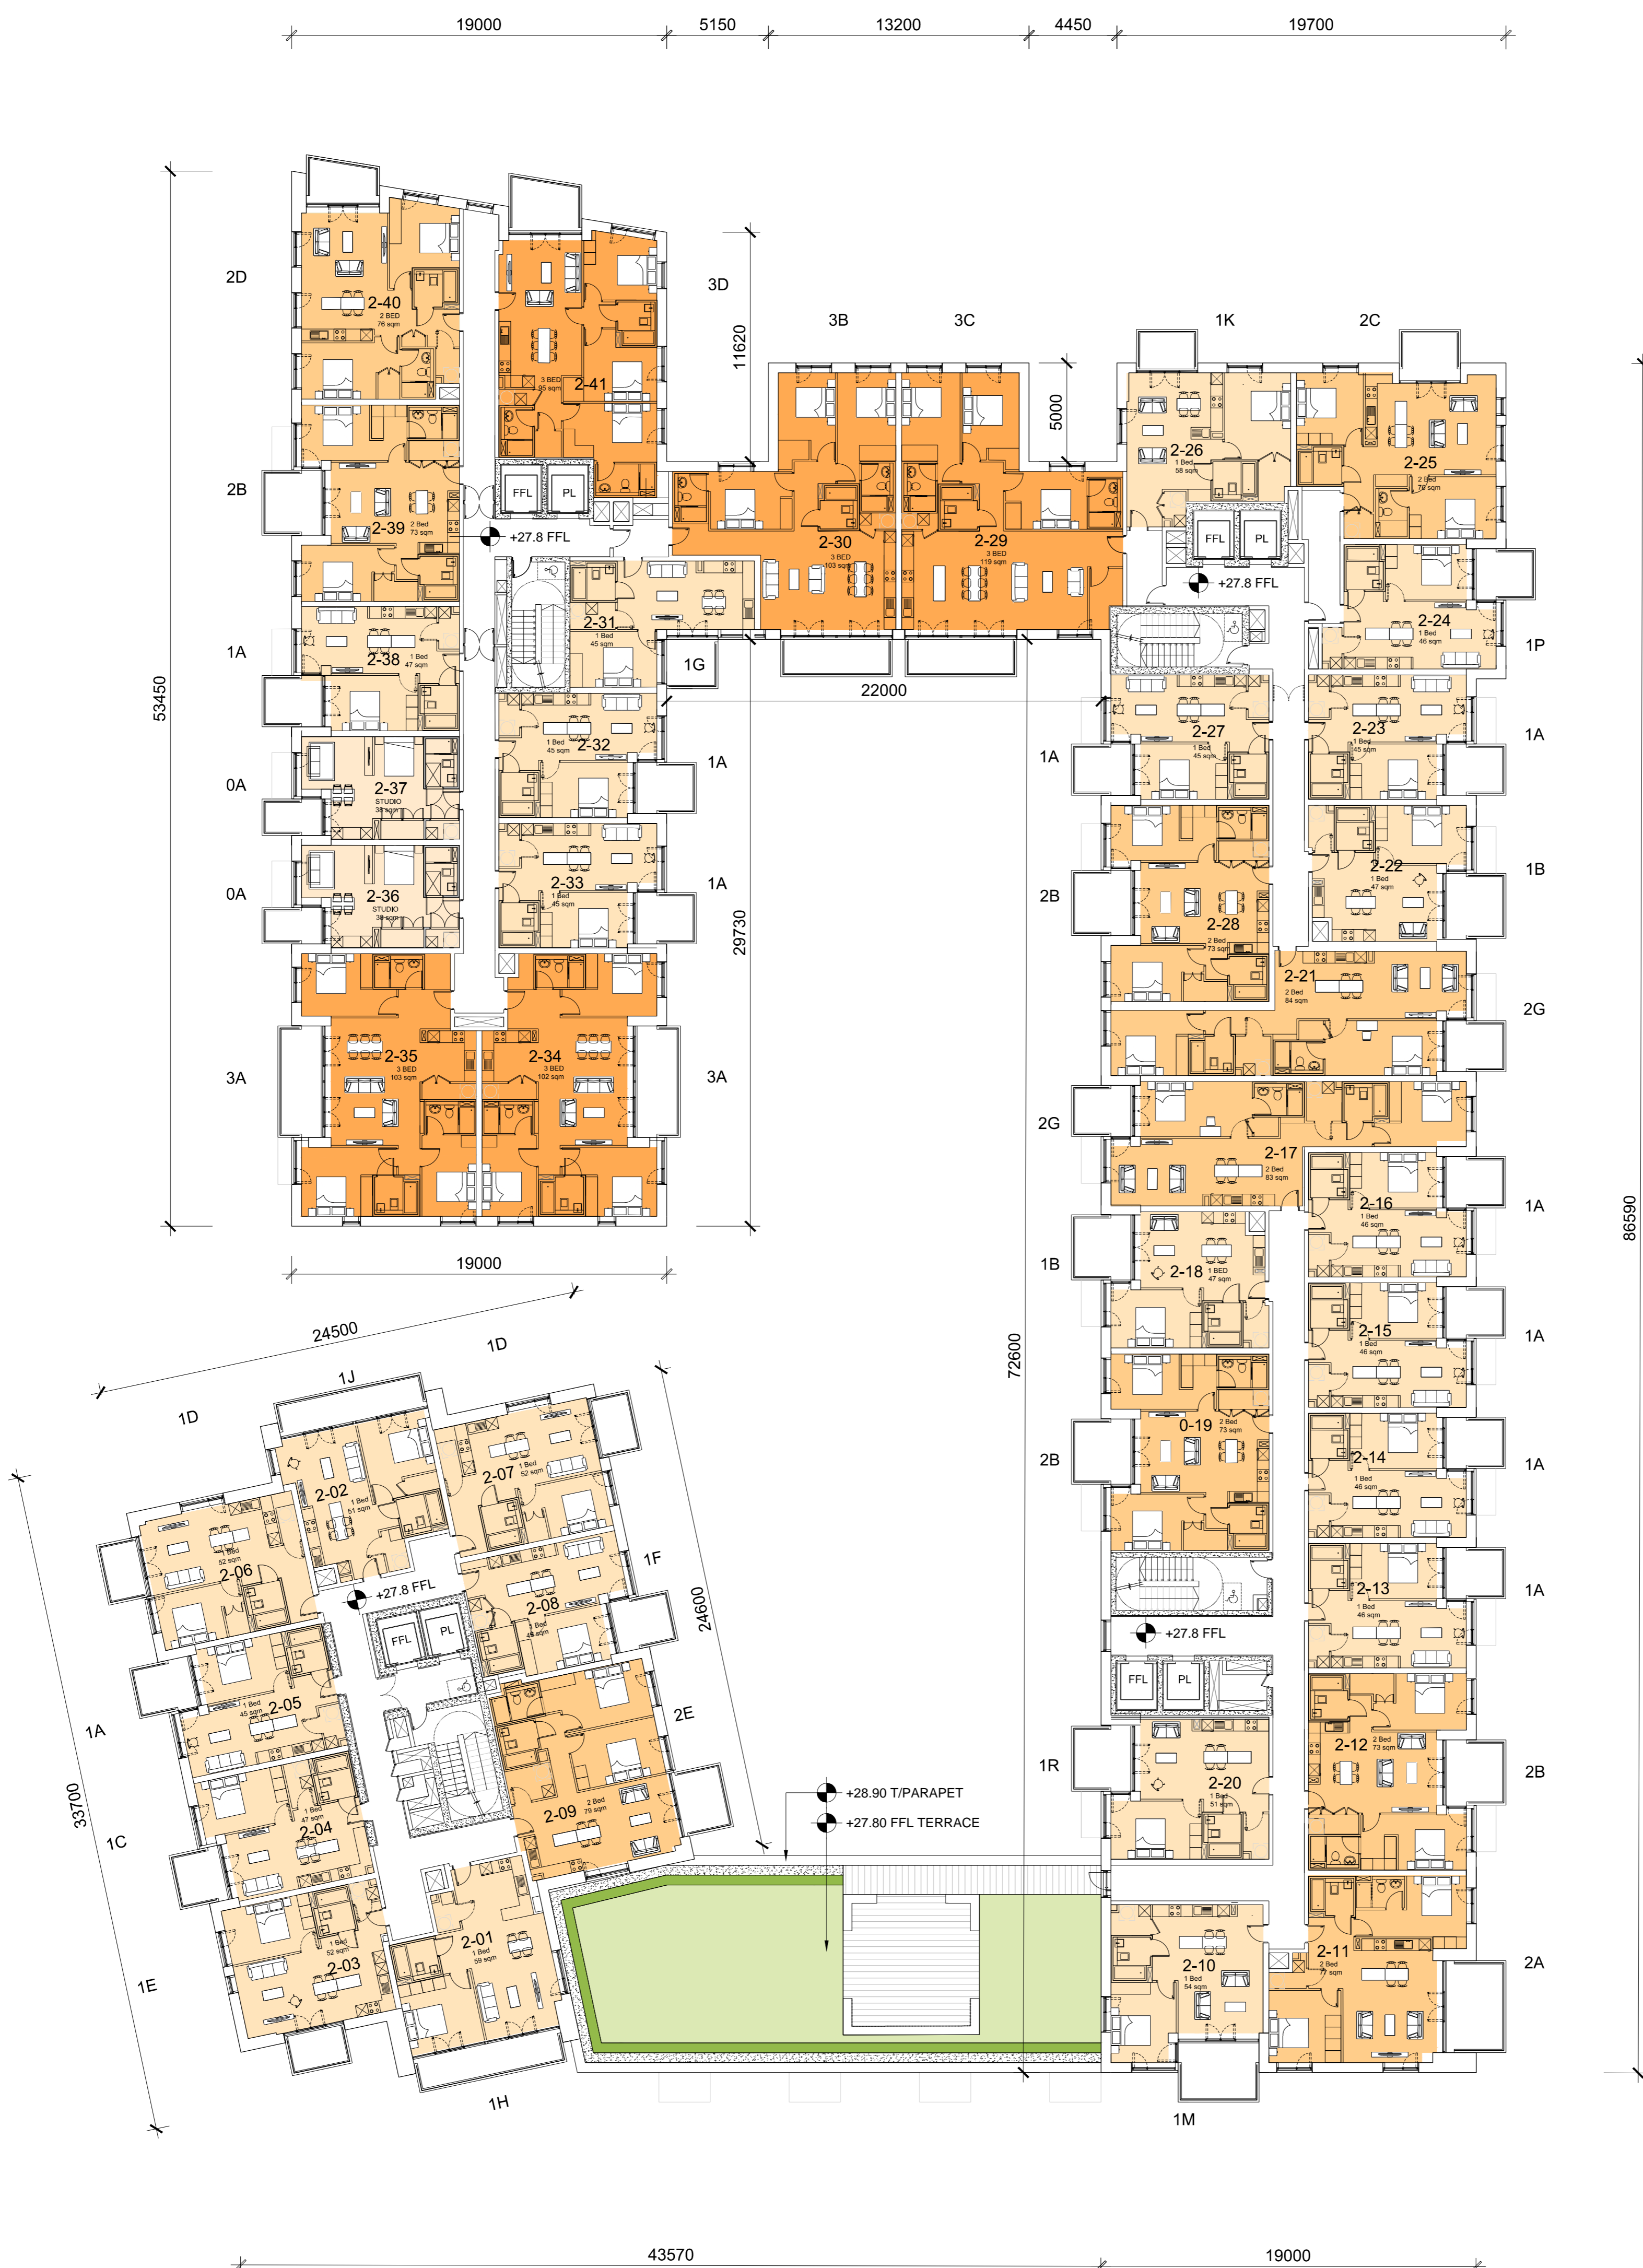 19000
5150
13200
4450
19700
2D
2-40
2 BED
76 sqm
3 BED
95 sqm
2-41
3D
11620
3B
3C
1K
2C
5000
53450
2B
2-39
2 Bed
73 sqm
FFL
PL
+27.8 FFL
2-30
3 BED
103 sqm
2-29
3 BED
119 sqm
2-26
1 Bed
58 sqm
2-25
2 Bed
76 sqm
FFL
PL
+27.8 FFL
2-24
1 Bed
46 sqm
1P
1A
2-38
1 Bed
47 sqm
2-31
1 Bed
45 sqm
1G
22000
0A
2-37
STUDIO
38 sqm
2-32
1 Bed
45 sqm
1A
1A
2-27
1 Bed
45 sqm
2-23
1 Bed
45 sqm
1A
0A
2-36
STUDIO
38 sqm
2-33
1 Bed
45 sqm
1A
29730
2B
2-28
2 Bed
73 sqm
2-22
1 Bed
47 sqm
1B
2-21
2 Bed
84 sqm
2G
3A
2-35
3 BED
103 sqm
2-34
3 BED
102 sqm
3A
2G
2-17
2 Bed
83 sqm
2-16
1 Bed
46 sqm
1A
86590
19000
1B
2-18
1 BED
47 sqm
2-15
1 Bed
46 sqm
1A
24500
1D
1J
1D
72600
2B
0-19
2 Bed
73 sqm
2-14
1 Bed
46 sqm
1A
2-02
1 Bed
51 sqm
2-07
1 Bed
52 sqm
1 Bed
52 sqm
2-06
+27.8 FFL
FFL
PL
2-08
1 Bed
1F
24600
2-13
1 Bed
46 sqm
1A
+27.8 FFL
FFL
PL
1A
2-05
1 Bed
45 sqm
2E
33700
1C
2-04
1 Bed
47 sqm
2-09
2 Bed
79 sqm
+28.90 T/PARAPET
+27.80 FFL TERRACE
1R
2-20
1 Bed
51 sqm
2-12
2 Bed
73 sqm
2B
1E
2-03
1 Bed
52 sqm
2-01
1 Bed
59 sqm
2-10
1 Bed
54 sqm
2-11
2 Bed
77 sqm
2A
1H
1M
43570
19000